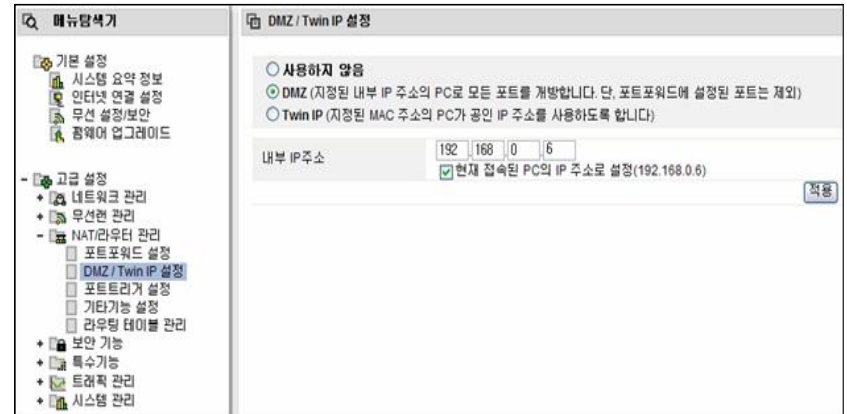 메뉴탐색기
기본 설정
시스템 요약 정보
인터넷 연결 설정
무선 설정/보안
펌웨어 업그레이드
- 고급 설정
+ 네트워크 관리
+ 무선랜 관리
- NAT/라우터 관리
포트포워드 설정
DMZ / Twin IP 설정
포트트리거 설정
기타기능 설정
라우팅 테이블 관리
+ 보안 기능
+ 특수기능
+ 트래픽 관리
+ 시스템 관리
DMZ / Twin IP 설정
사용하지 않음
DMZ (지정된 내부 IP 주소의 PC로 모든 포트를 개방합니다. 단, 포트포워드에 설정된 포트는 제외)
Twin IP (지정된 MAC 주소의 PC가 공인 IP 주소를 사용하도록 합니다)
내부 IP주소
192 .168 .0 .6
현재 접속된 PC의 IP 주소로 설정(192.168.0.6)
적용